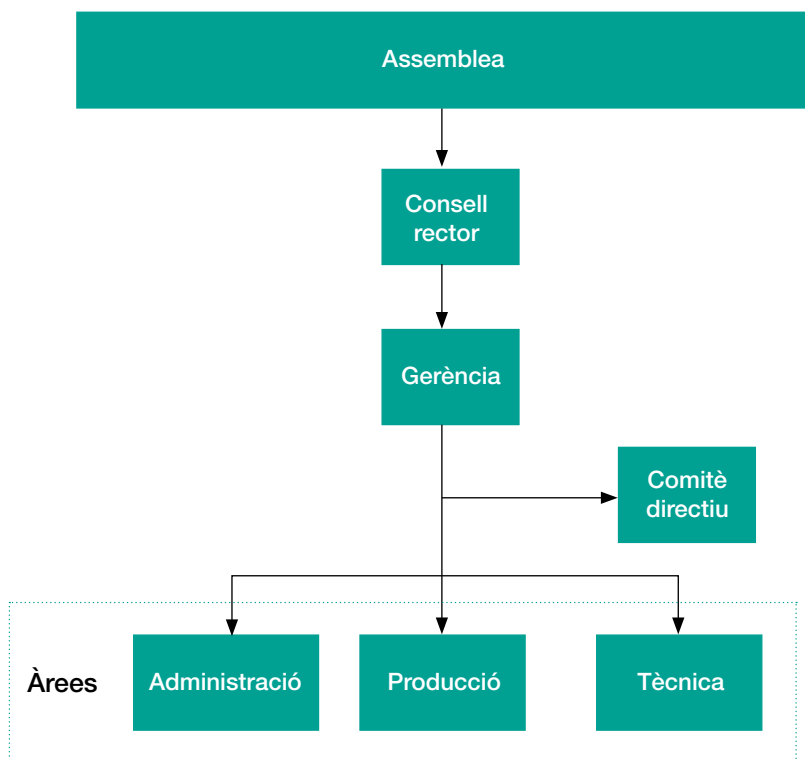 Assemblea
Consell
rector
Gerència
Comitè
directiu
Àrees
Administració
Producció
Tècnica